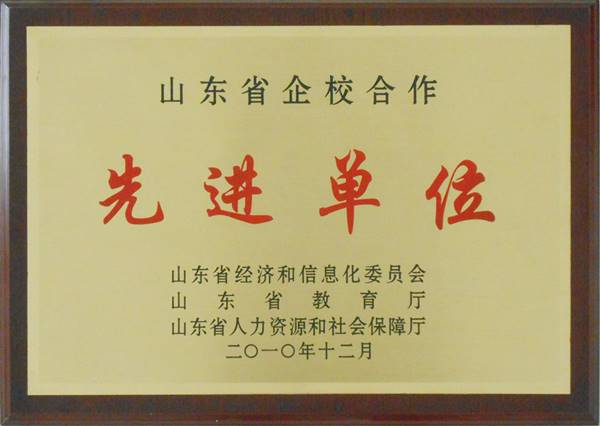 山东省企校合作
先进单位
山东省经济和信息化委员会
山东省教育厅
山东省人力资源和社会保障厅
二〇一〇年十二月